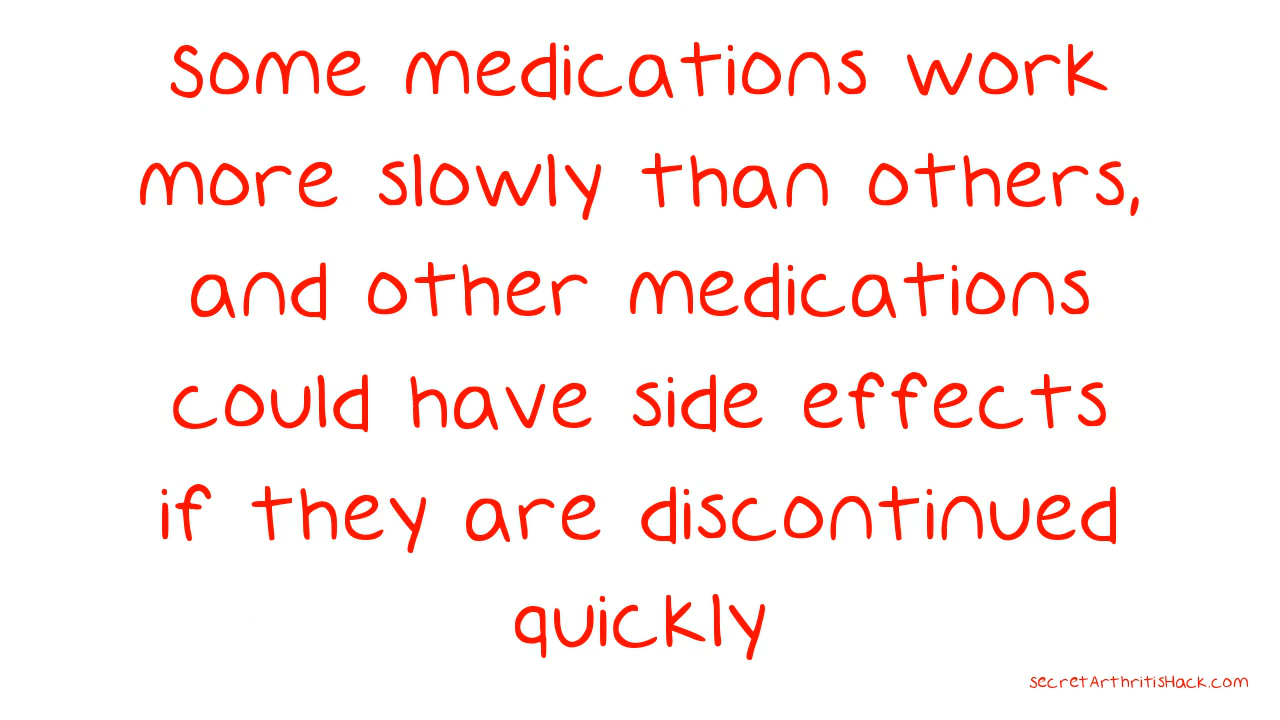 Some medications work
more slowly than others,
and other medications
could have side effects
if they are discontinued
quickly
secretArthritisHack.com